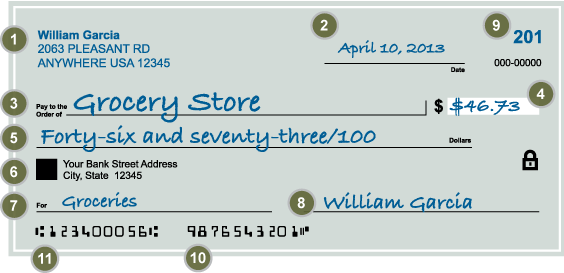 1 William Garcia 2 9 201
2063 PLEASANT RD April 10, 2013
ANYWHERE USA 12345 Date 000-00000
3 Pay to the Order of Grocery Store $ $46.73 4
5 Forty-six and seventy-three/100 Dollars
6 Your Bank Street Address
City, State 12345
7 For Groceries 8 William Garcia
⑆123400056⑆ 9876543201⑈
11 10